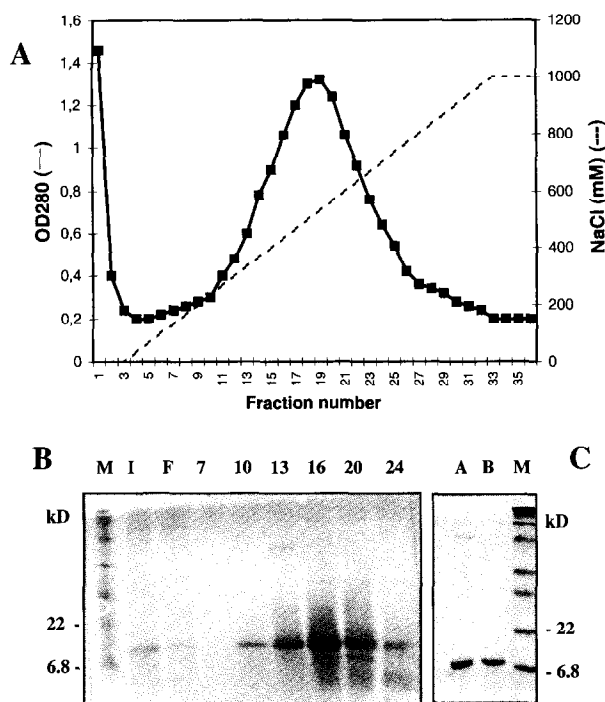 A
OD280 (—)
1,6
1,4
1,2
1
0,8
0,6
0,4
0,2
0
1200
1000
800
600
400
200
0
NaCl (mM) (---)
1 3 5 7 9 11 13 15 17 19 21 23 25 27 29 31 33 35
Fraction number
B
M I F 7 10 13 16 20 24
kD
22 -
6.8 -
C
A B M
kD
- 22
- 6.8